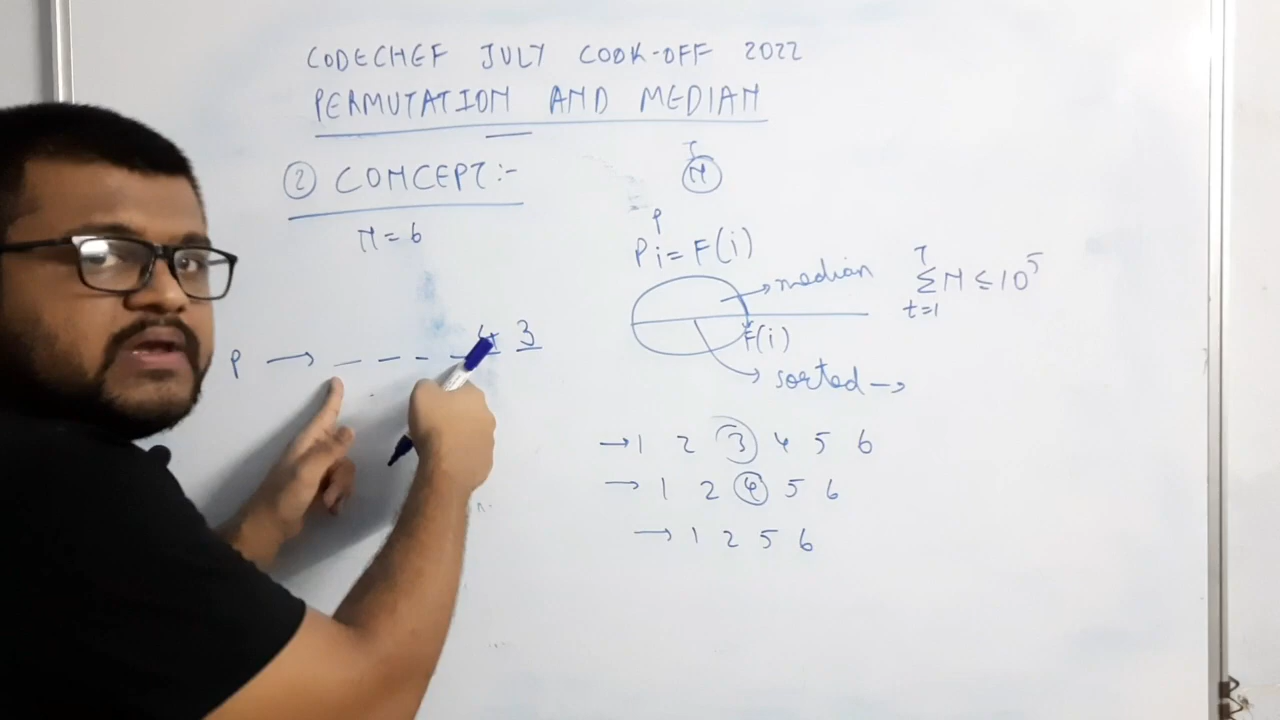 CODECHEF JULY COOK-OFF 2022
PERMUTATION AND MEDIAN
② CONCEPT:-
N = 6
P → _ _ _ _ 4 3
T
N
P
Pi = F(i)
→ median
F(i)
→ sorted →
T
∑ N ≤ 10^5
t=1
→ 1 2 3 4 5 6
→ 1 2 4 5 6
→ 1 2 5 6